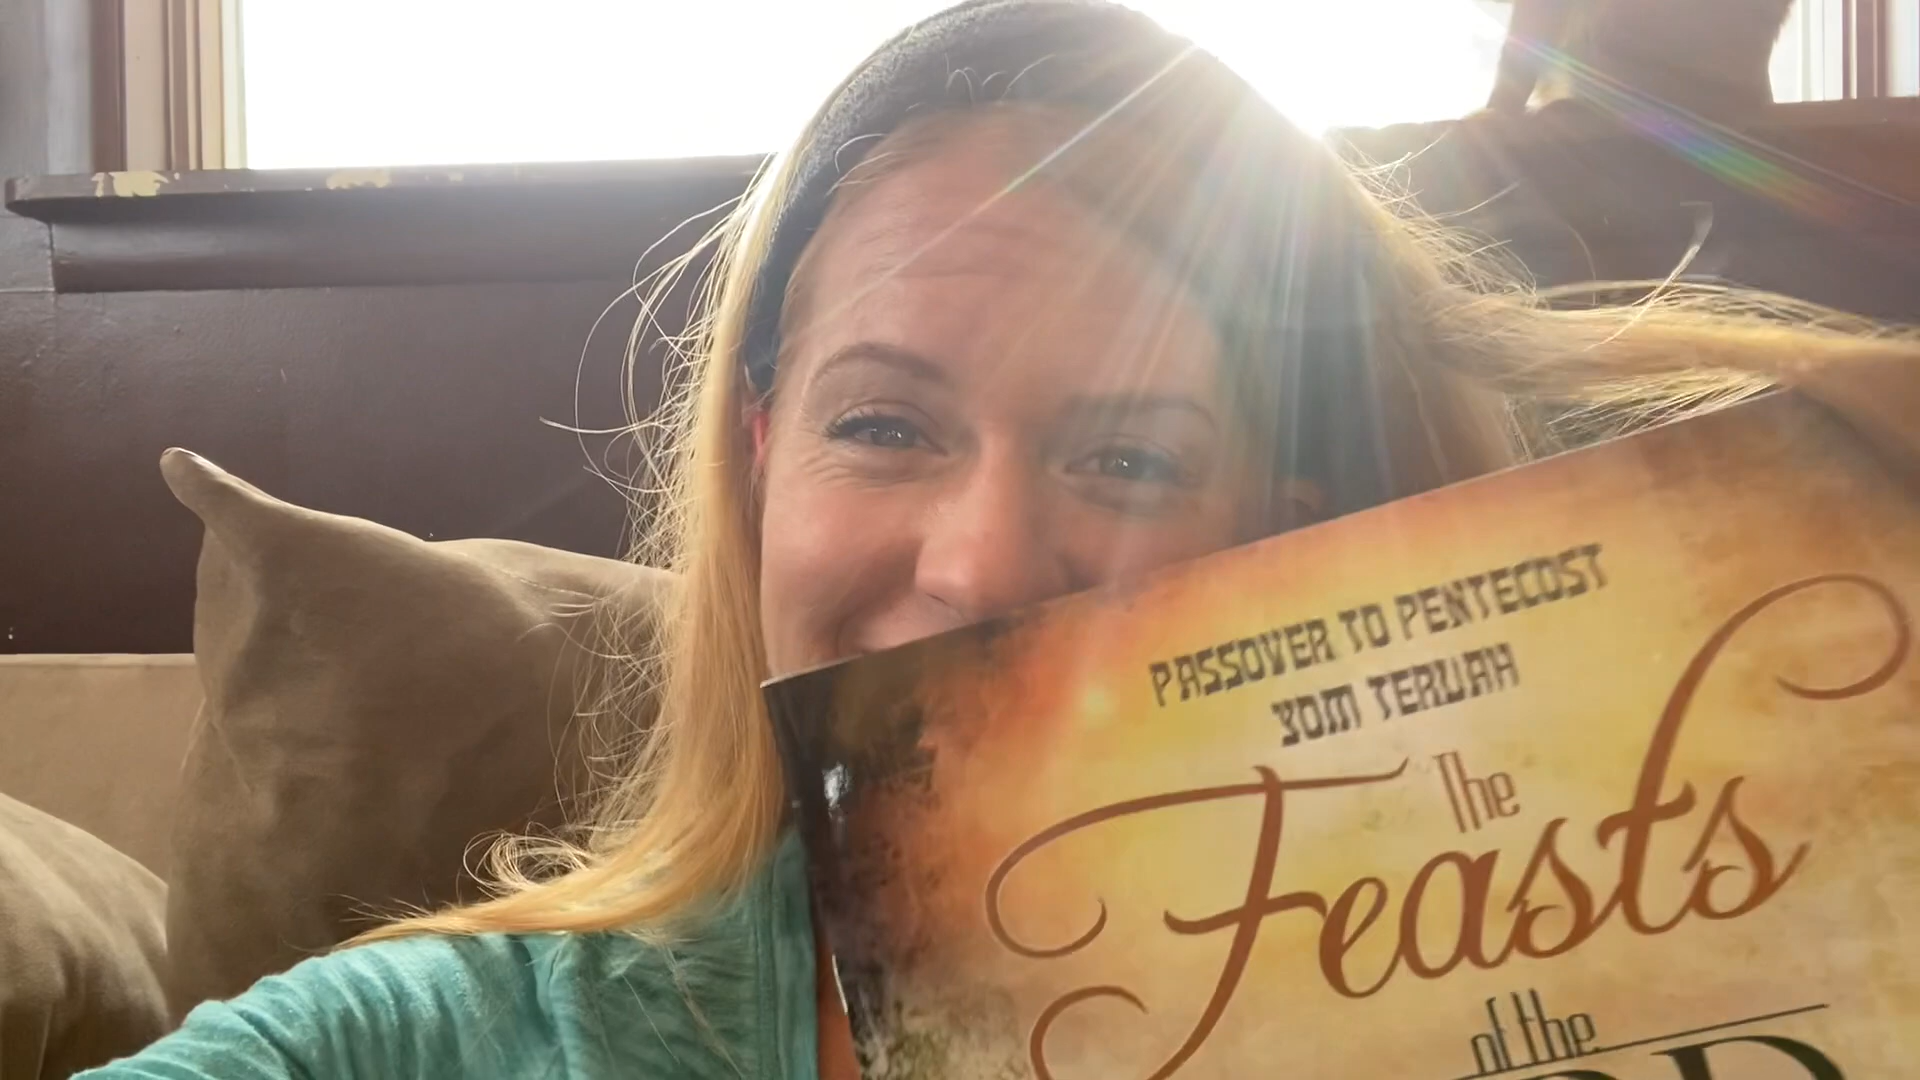 PASSOVER TO PENTECOST
YOM TERUAH
The
Feasts
of the